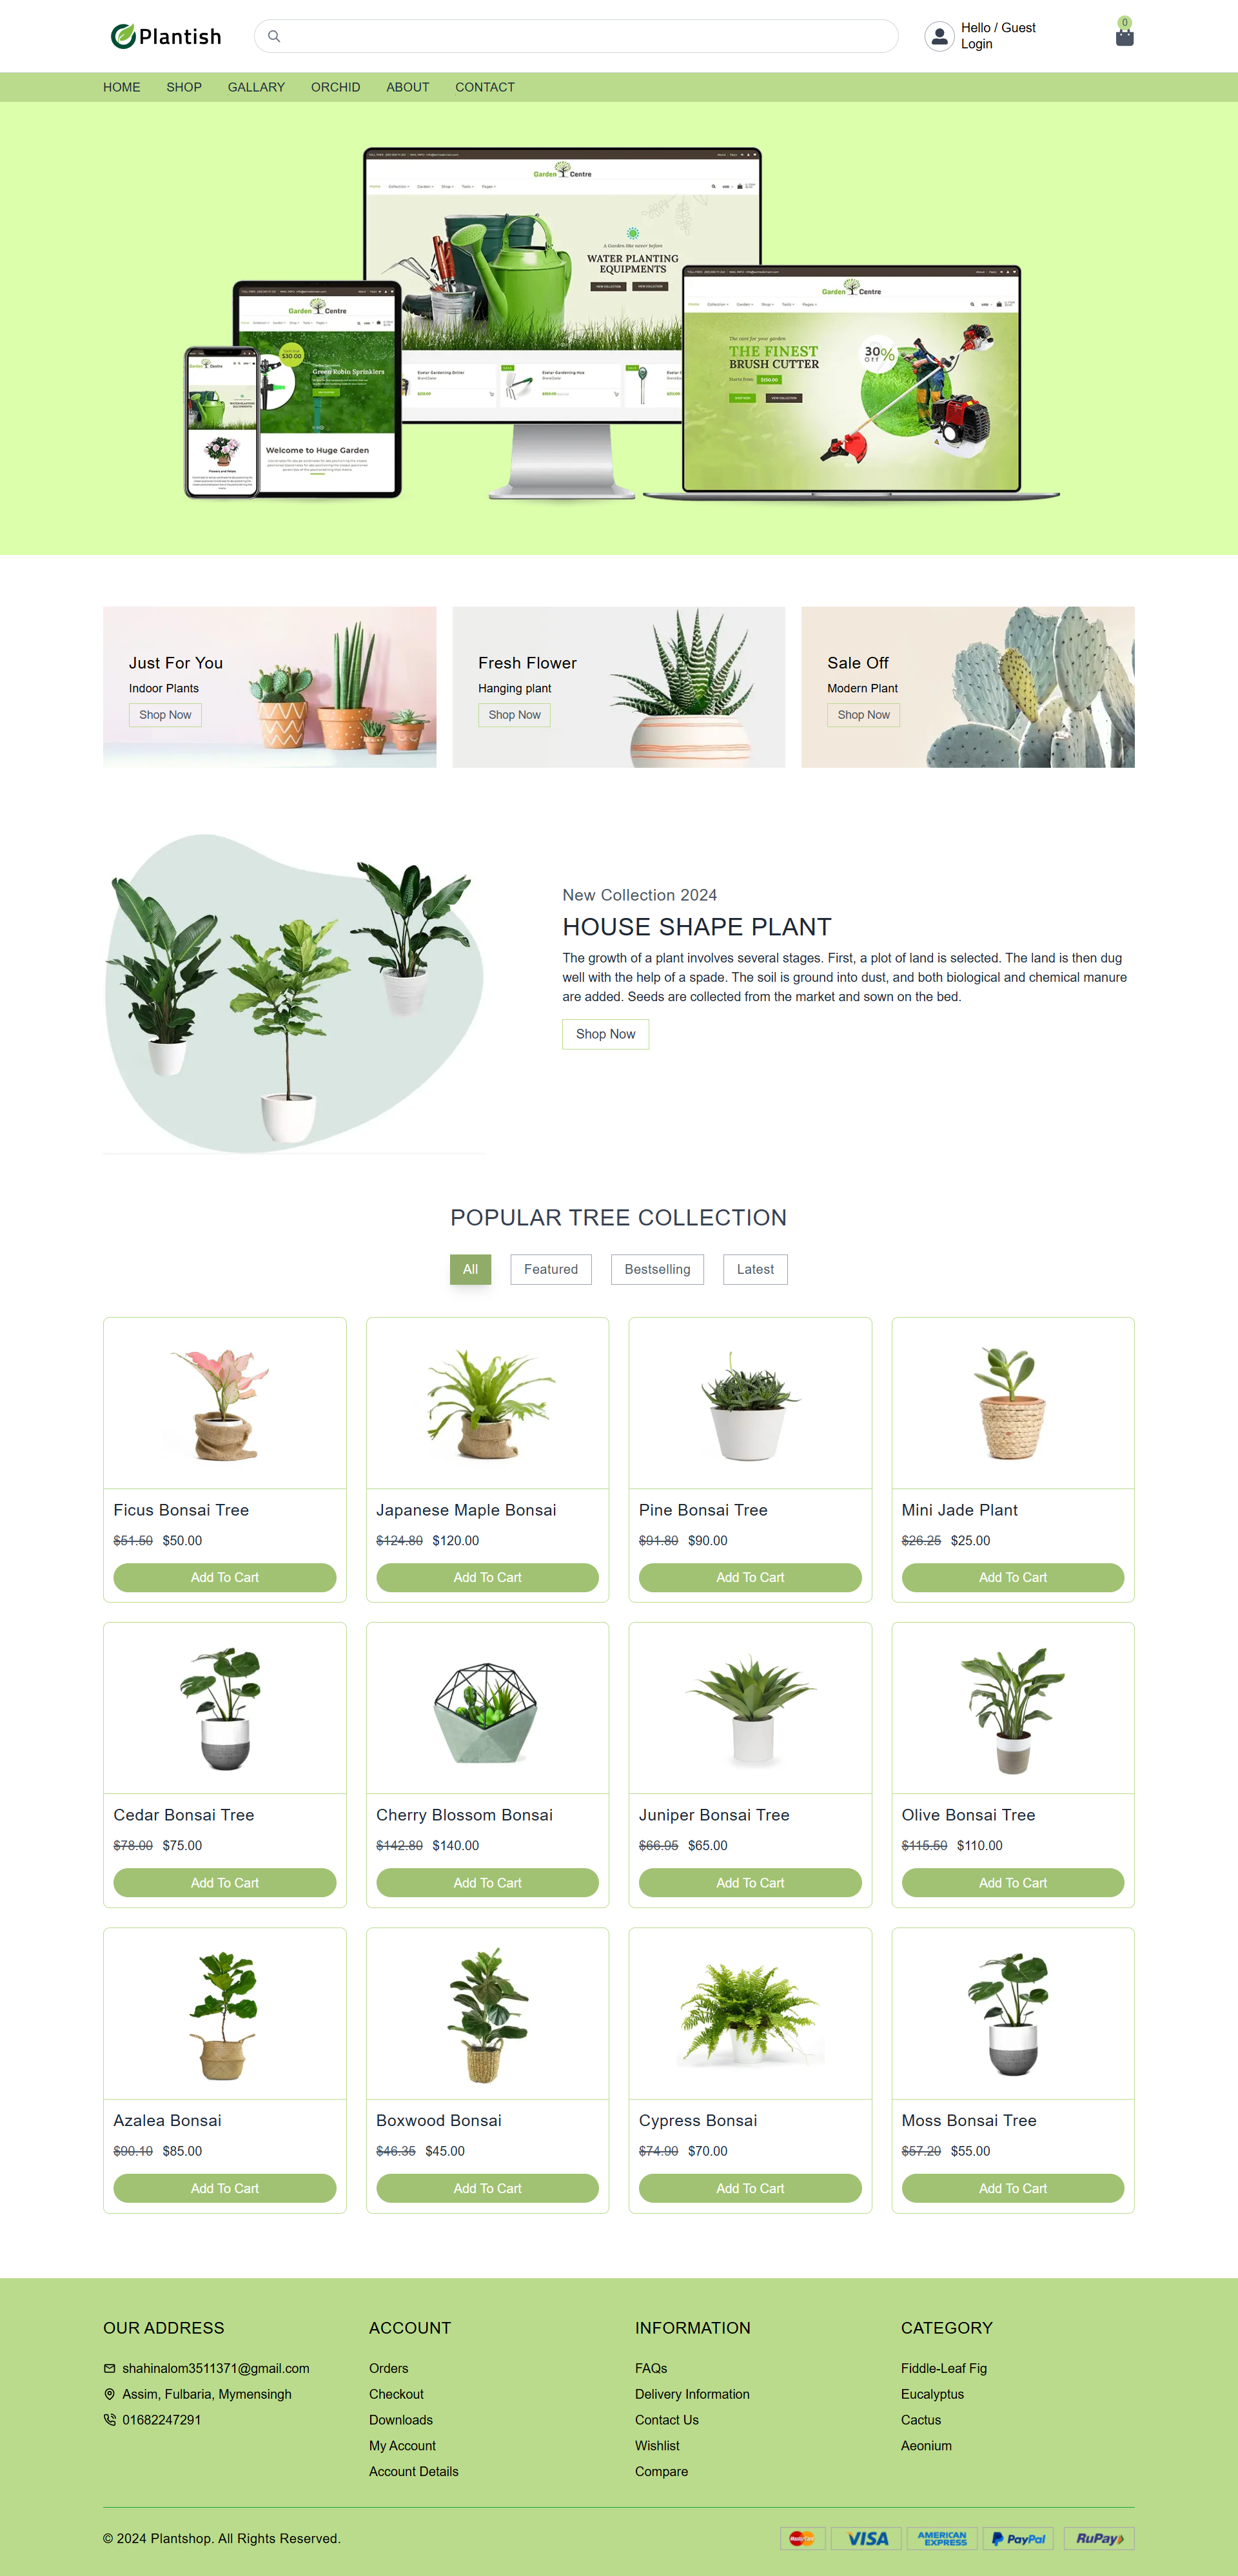 Plantish
Hello / Guest
Login
0
HOME SHOP GALLARY ORCHID ABOUT CONTACT
Garden Centre
A Garden like never before
WATER PLANTING
EQUIPMENTS
VIEW COLLECTION VIEW COLLECTION
Garden Centre
$30.00
Green Robin Sprinklers
Welcome to Huge Garden
Garden Centre
The care for your garden
THE FINEST
BRUSH CUTTER
Starts from
30%
OFF
VIEW COLLECTION
Just For You
Indoor Plants
Shop Now
Fresh Flower
Hanging plant
Shop Now
Sale Off
Modern Plant
Shop Now
New Collection 2024
HOUSE SHAPE PLANT
The growth of a plant involves several stages. First, a plot of land is selected. The land is then dug
well with the help of a spade. The soil is ground into dust, and both biological and chemical manure
are added. Seeds are collected from the market and sown on the bed.
Shop Now
POPULAR TREE COLLECTION
All Featured Bestselling Latest
Ficus Bonsai Tree
$51.50 $50.00
Add To Cart
Japanese Maple Bonsai
$124.80 $120.00
Add To Cart
Pine Bonsai Tree
$91.80 $90.00
Add To Cart
Mini Jade Plant
$26.25 $25.00
Add To Cart
Cedar Bonsai Tree
$78.00 $75.00
Add To Cart
Cherry Blossom Bonsai
$142.80 $140.00
Add To Cart
Juniper Bonsai Tree
$66.95 $65.00
Add To Cart
Olive Bonsai Tree
$115.50 $110.00
Add To Cart
Azalea Bonsai
$90.10 $85.00
Add To Cart
Boxwood Bonsai
$46.35 $45.00
Add To Cart
Cypress Bonsai
$74.90 $70.00
Add To Cart
Moss Bonsai Tree
$57.20 $55.00
Add To Cart
OUR ADDRESS
shahinalom3511371@gmail.com
Assim, Fulbaria, Mymensingh
01682247291
ACCOUNT
Orders
Checkout
Downloads
My Account
Account Details
INFORMATION
FAQs
Delivery Information
Contact Us
Wishlist
Compare
CATEGORY
Fiddle-Leaf Fig
Eucalyptus
Cactus
Aeonium
© 2024 Plantshop. All Rights Reserved.
MasterCard VISA AMERICAN EXPRESS PayPal RuPay